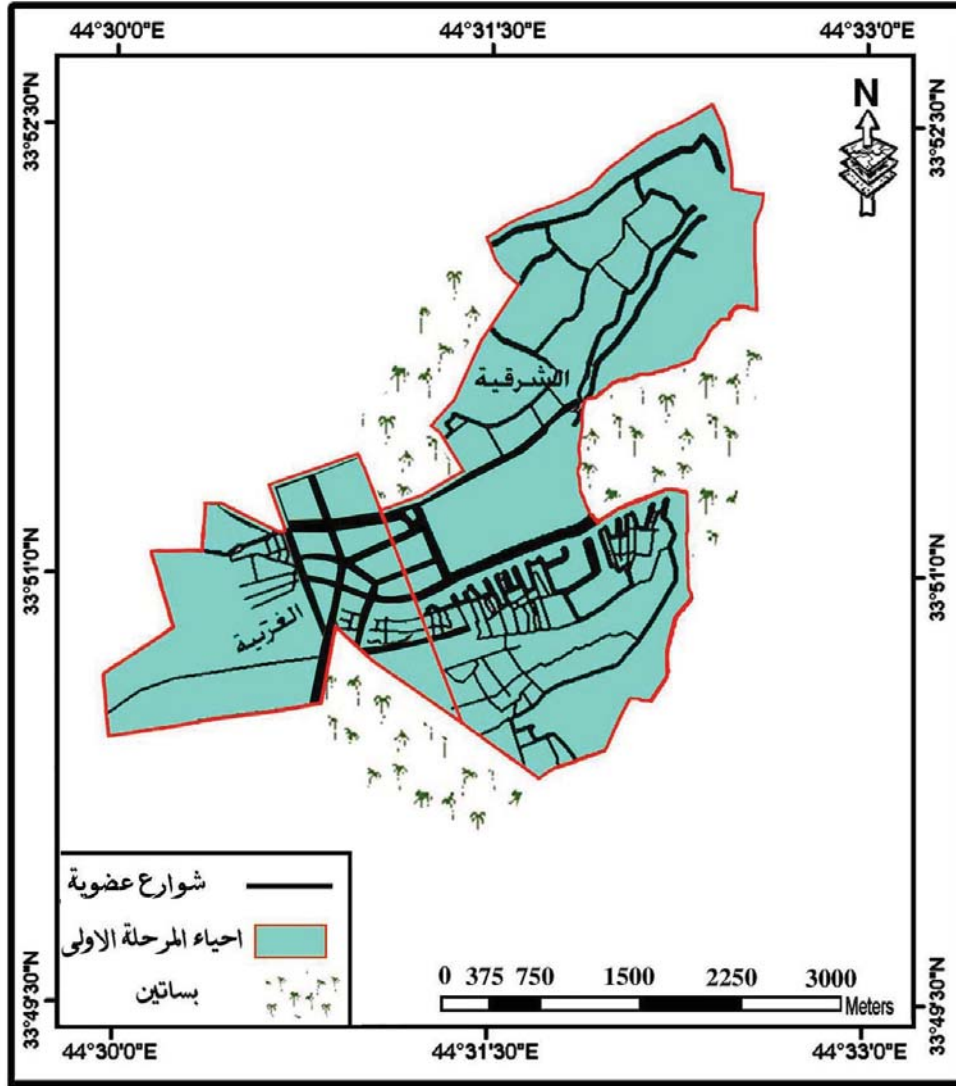 44°30'0"E 44°31'30"E 44°33'0"E
33°52'30"N 33°52'30"N
N
الشرقية
33°51'0"N 33°51'0"N
الغربية
شوارع عضوية
احياء المرحلة الاولى
بساتين
0 375 750 1500 2250 3000
Meters
33°49'30"N 33°49'30"N
44°30'0"E 44°31'30"E 44°33'0"E